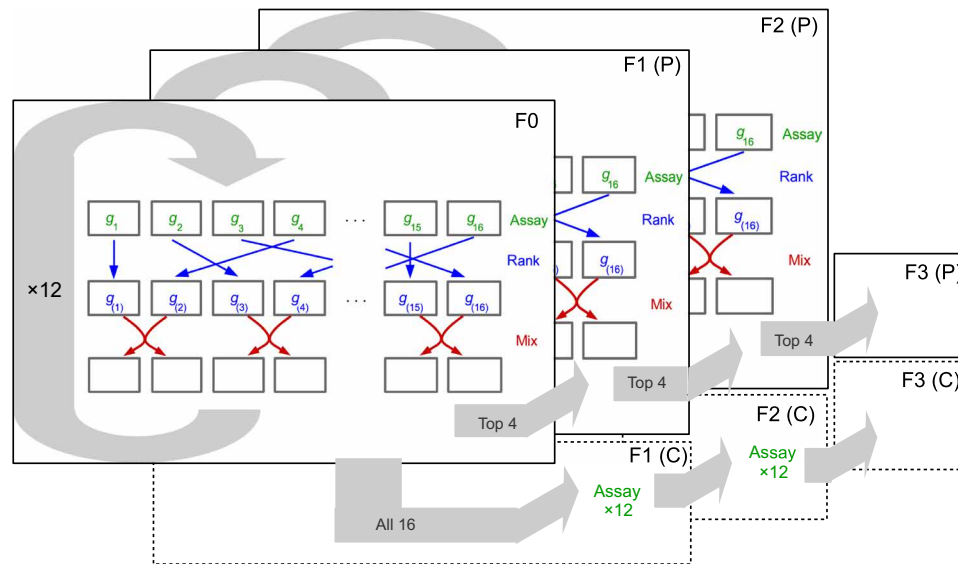 F2 (P)
F1 (P)
F0
g16 Assay
Rank
g(16)
Mix
g16 Assay
Rank
g(16)
Mix
g1 g2 g3 g4 . . . g15 g16 Assay
Rank
×12
g(1) g(2) g(3) g(4) . . . g(15) g(16)
Mix
F3 (P)
Top 4
Top 4
Top 4
F3 (C)
F2 (C)
F1 (C)
Assay
×12
Assay
×12
All 16